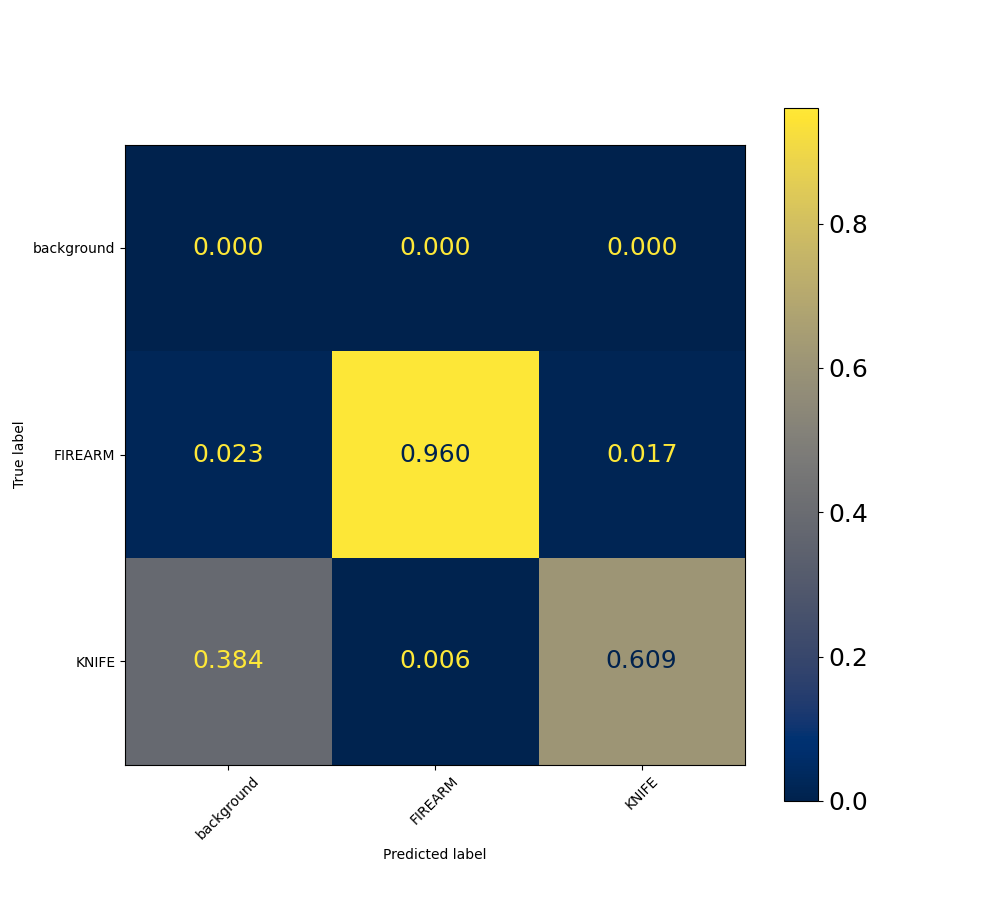 background 0.000 0.000 0.000
FIREARM 0.023 0.960 0.017
KNIFE 0.384 0.006 0.609
background FIREARM KNIFE
Predicted label
True label
0.8
0.6
0.4
0.2
0.0